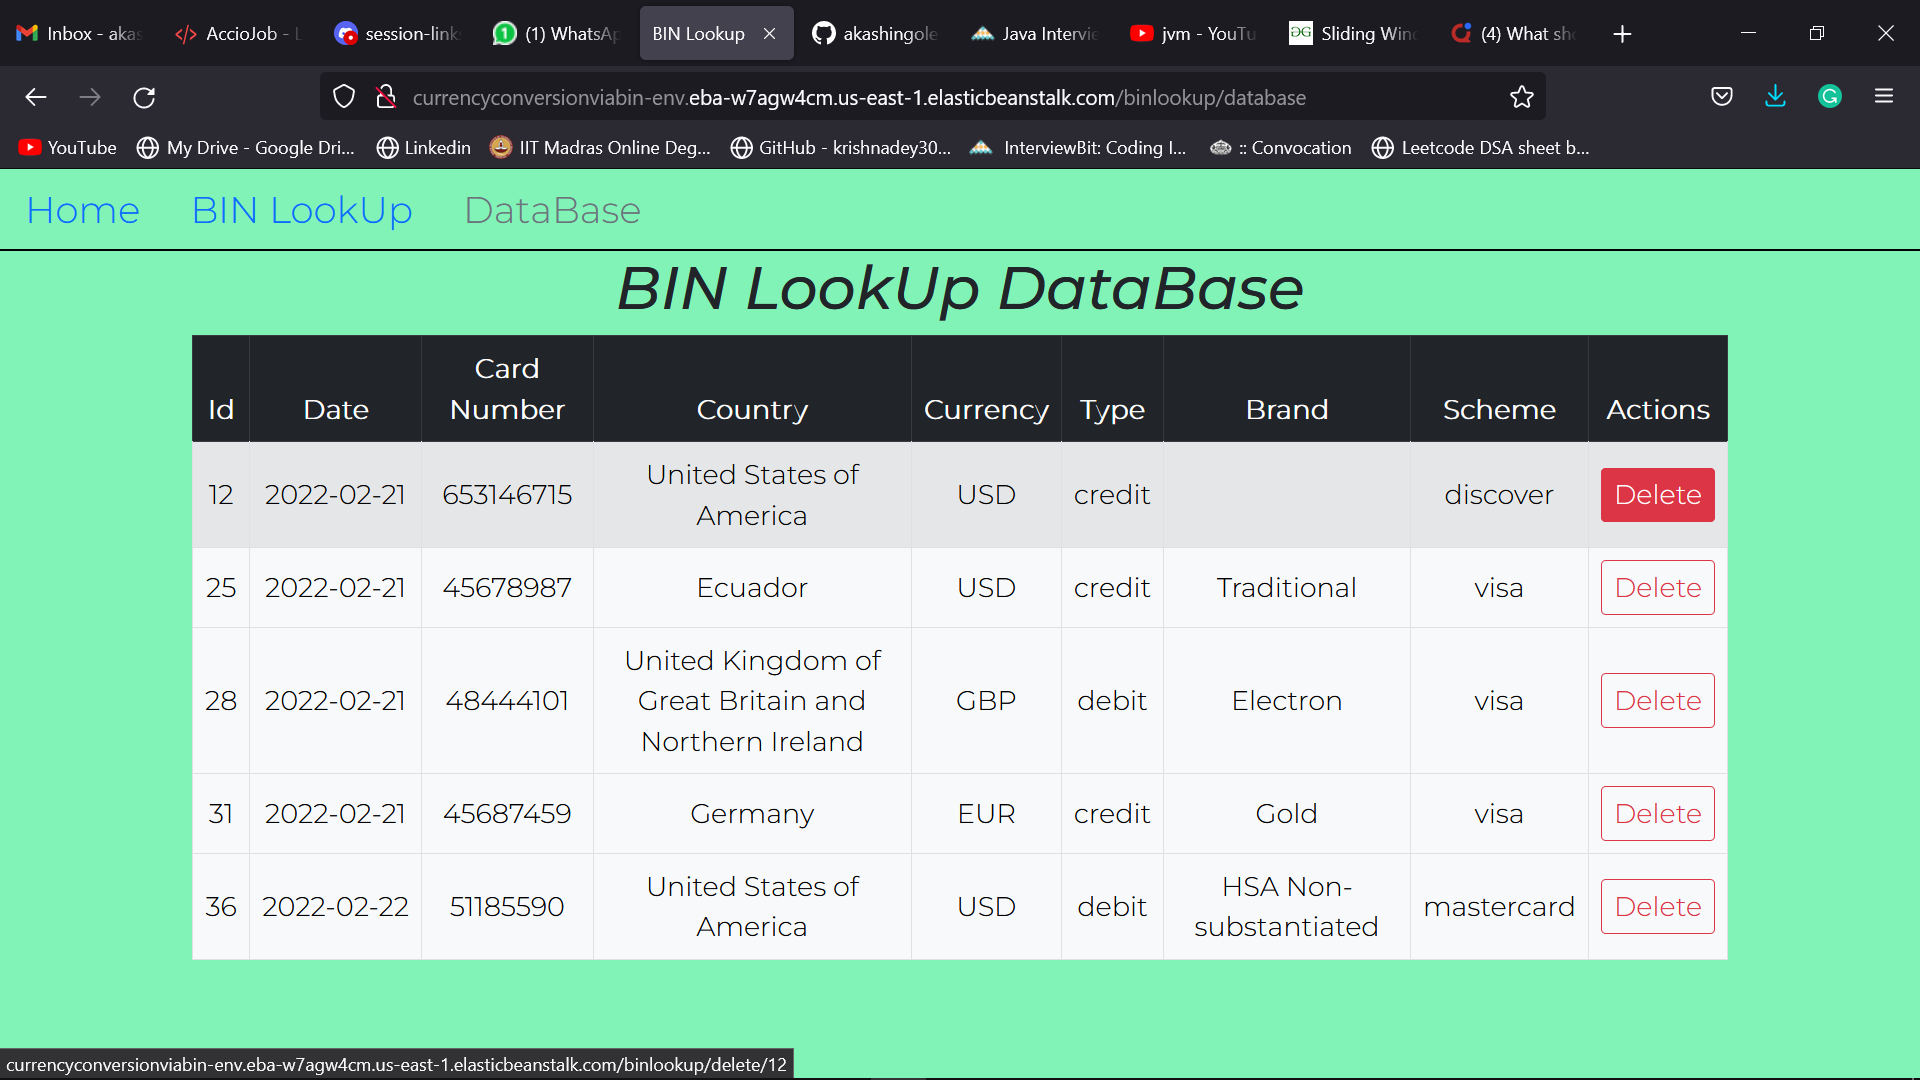 Inbox - akas
AccioJob - L
session-link
(1) WhatsAp
BIN Lookup
akashingole
Java Intervie
jvm - YouTu
Sliding Wind
(4) What sh
currencyconversionviabin-env.eba-w7agw4cm.us-east-1.elasticbeanstalk.com/binlookup/database
YouTube
My Drive - Google Dri...
Linkedin
IIT Madras Online Deg...
GitHub - krishnadey30...
InterviewBit: Coding I...
:: Convocation
Leetcode DSA sheet b...
Home BIN LookUp DataBase
BIN LookUp DataBase
Id Date Card Number Country Currency Type Brand Scheme Actions
12 2022-02-21 653146715 United States of America USD credit discover Delete
25 2022-02-21 45678987 Ecuador USD credit Traditional visa Delete
28 2022-02-21 48444101 United Kingdom of Great Britain and Northern Ireland GBP debit Electron visa Delete
31 2022-02-21 45687459 Germany EUR credit Gold visa Delete
36 2022-02-22 51185590 United States of America USD debit HSA Non-substantiated mastercard Delete
currencyconversionviabin-env.eba-w7agw4cm.us-east-1.elasticbeanstalk.com/binlookup/delete/12